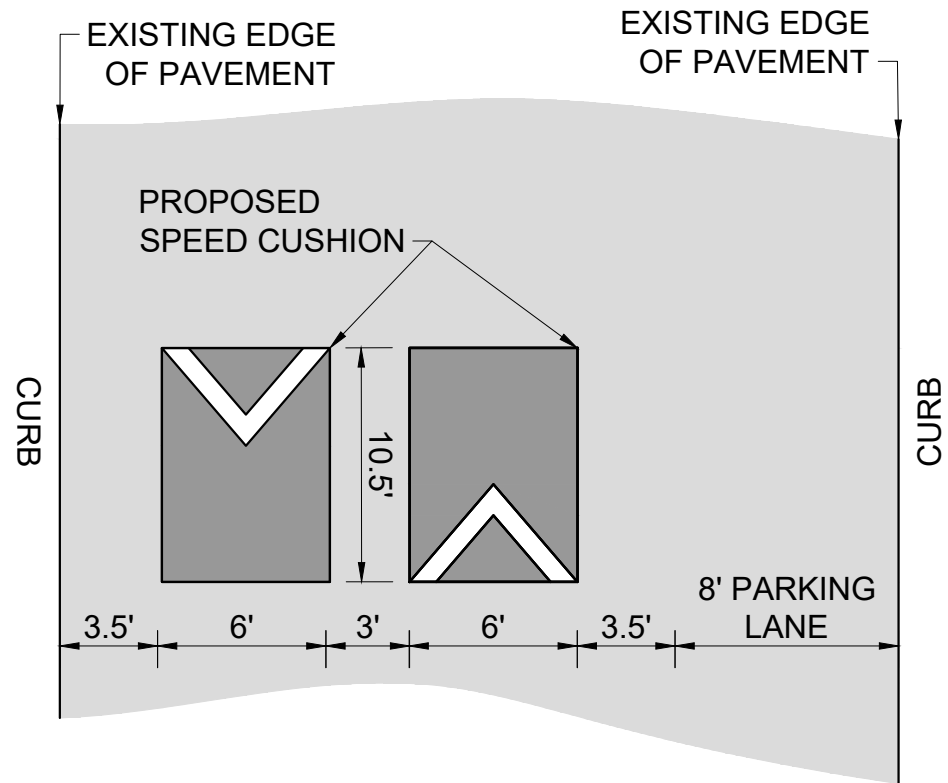 EXISTING EDGE
OF PAVEMENT
EXISTING EDGE
OF PAVEMENT
PROPOSED
SPEED CUSHION
CURB
CURB
10.5'
8' PARKING
LANE
3.5'
6'
3'
6'
3.5'